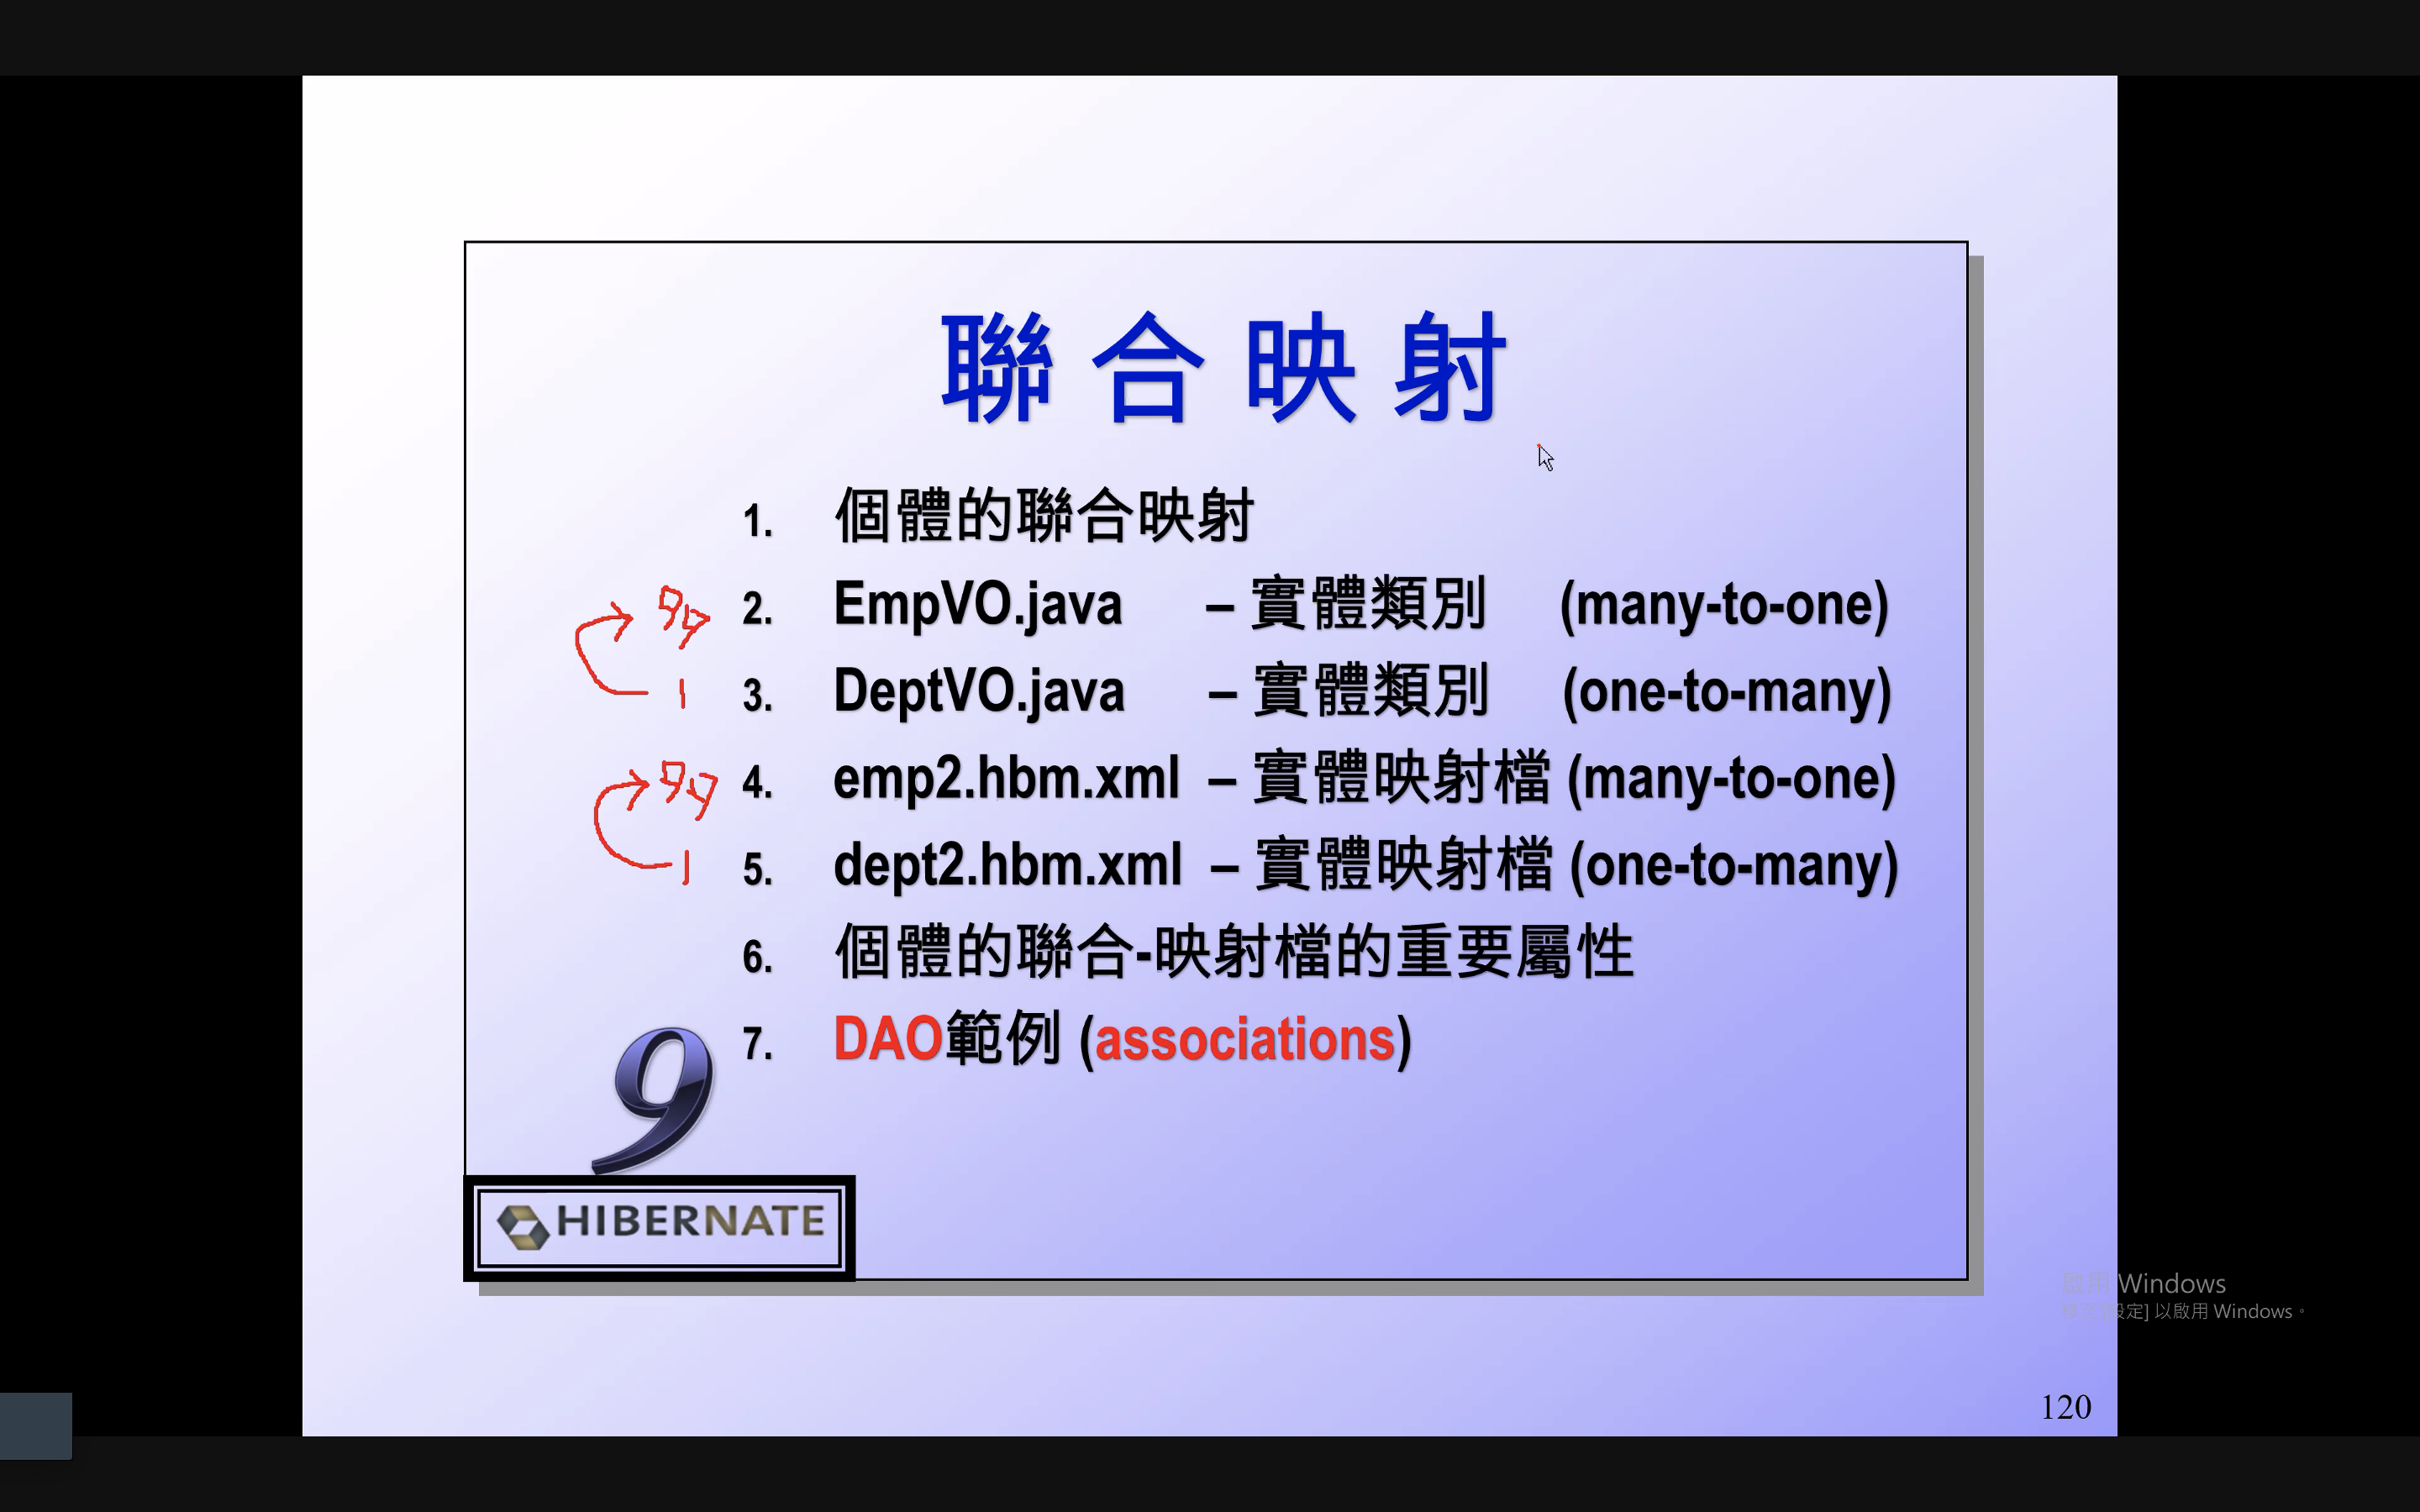 聯合映射
1. 個體的聯合映射
多 2. EmpVO.java – 實體類別 (many-to-one)
1 3. DeptVO.java – 實體類別 (one-to-many)
多 4. emp2.hbm.xml – 實體映射檔 (many-to-one)
1 5. dept2.hbm.xml – 實體映射檔 (one-to-many)
6. 個體的聯合-映射檔的重要屬性
7. DAO範例 (associations)
9
HIBERNATE
啟用 Windows
設定] 以啟用 Windows。
120